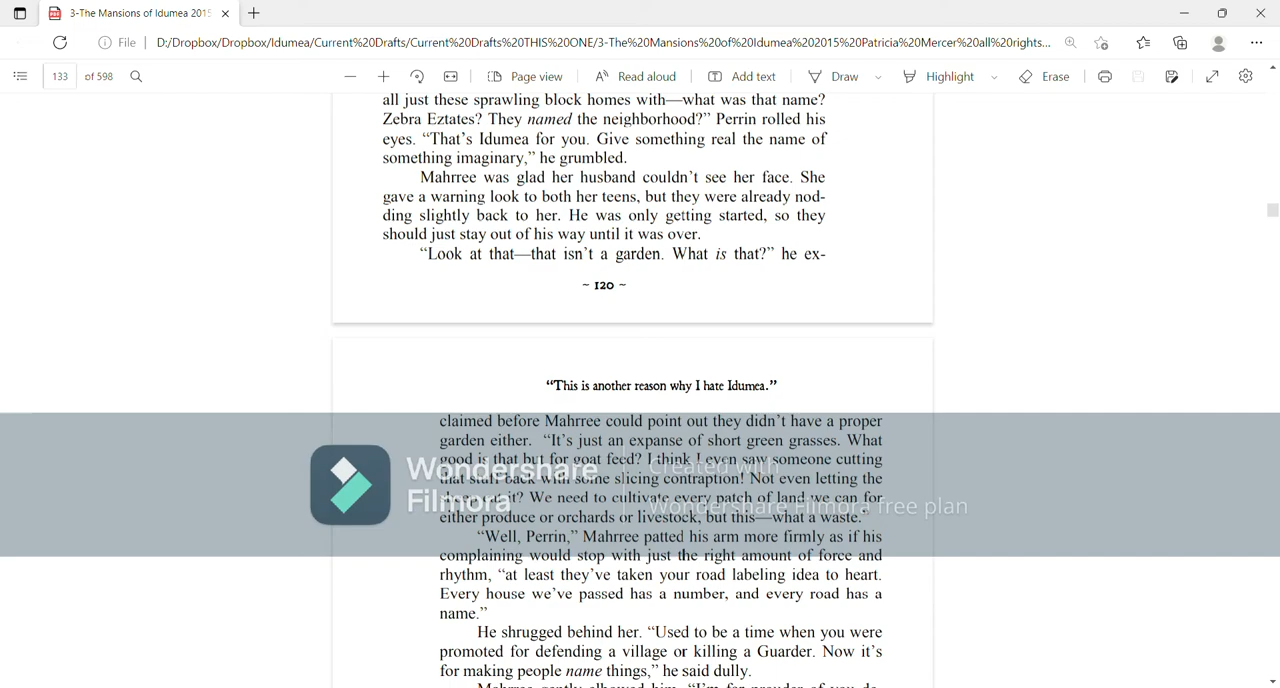 3-The Mansions of Idumea 2015
File
D:/Dropbox/Dropbox/Idumea/Current%20Drafts/Current%20Drafts%20THIS%20ONE/3-The%20Mansions%20of%20Idumea%202015%20Patricia%20Mercer%20all%20rights...
133 of 598
Page view
Read aloud
Add text
Draw
Highlight
Erase
all just these sprawling block homes with—what was that name?
Zebra Eztates? They named the neighborhood?” Perrin rolled his
eyes. “That’s Idumea for you. Give something real the name of
something imaginary,” he grumbled.
Mahrree was glad her husband couldn’t see her face. She
gave a warning look to both her teens, but they were already nod-
ding slightly back to her. He was only getting started, so they
should just stay out of his way until it was over.
“Look at that—that isn’t a garden. What is that?” he ex-
~ 120 ~
“This is another reason why I hate Idumea.”
claimed before Mahrree could point out they didn’t have a proper
garden either. “It’s just an expanse of short green grasses. What
good is that but for goat feed? I think I even saw someone cutting
that stuff back with some slicing contraption! Not even letting the
eat it? We need to cultivate every patch of land we can for
either produce or orchards or livestock, but this—what a waste.”
Wondershare
Filmora
Created with
Wondershare Filmora free plan
“Well, Perrin,” Mahrree patted his arm more firmly as if his
complaining would stop with just the right amount of force and
rhythm, “at least they’ve taken your road labeling idea to heart.
Every house we’ve passed has a number, and every road has a
name.”
He shrugged behind her. “Used to be a time when you were
promoted for defending a village or killing a Guarder. Now it’s
for making people name things,” he said dully.
Mahrree gently elbowed him. “I’m far prouder of you de-